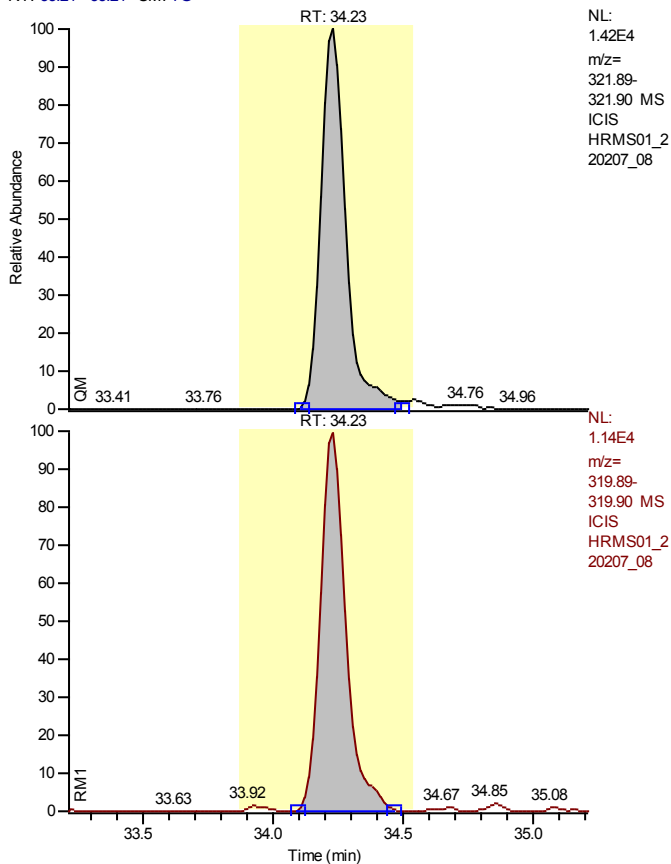 RT: 34.23
NL:
1.42E4
m/z=
321.89-
321.90 MS
ICIS
HRMS01_2
20207_08
100
90
80
70
60
50
40
30
20
10
0
Relative Abundance
QM
33.41
33.76
34.76
34.96
RT: 34.23
NL:
1.14E4
m/z=
319.89-
319.90 MS
ICIS
HRMS01_2
20207_08
100
90
80
70
60
50
40
30
20
10
0
RM1
33.63
33.92
34.67
34.85
35.08
33.5
34.0
34.5
35.0
Time (min)